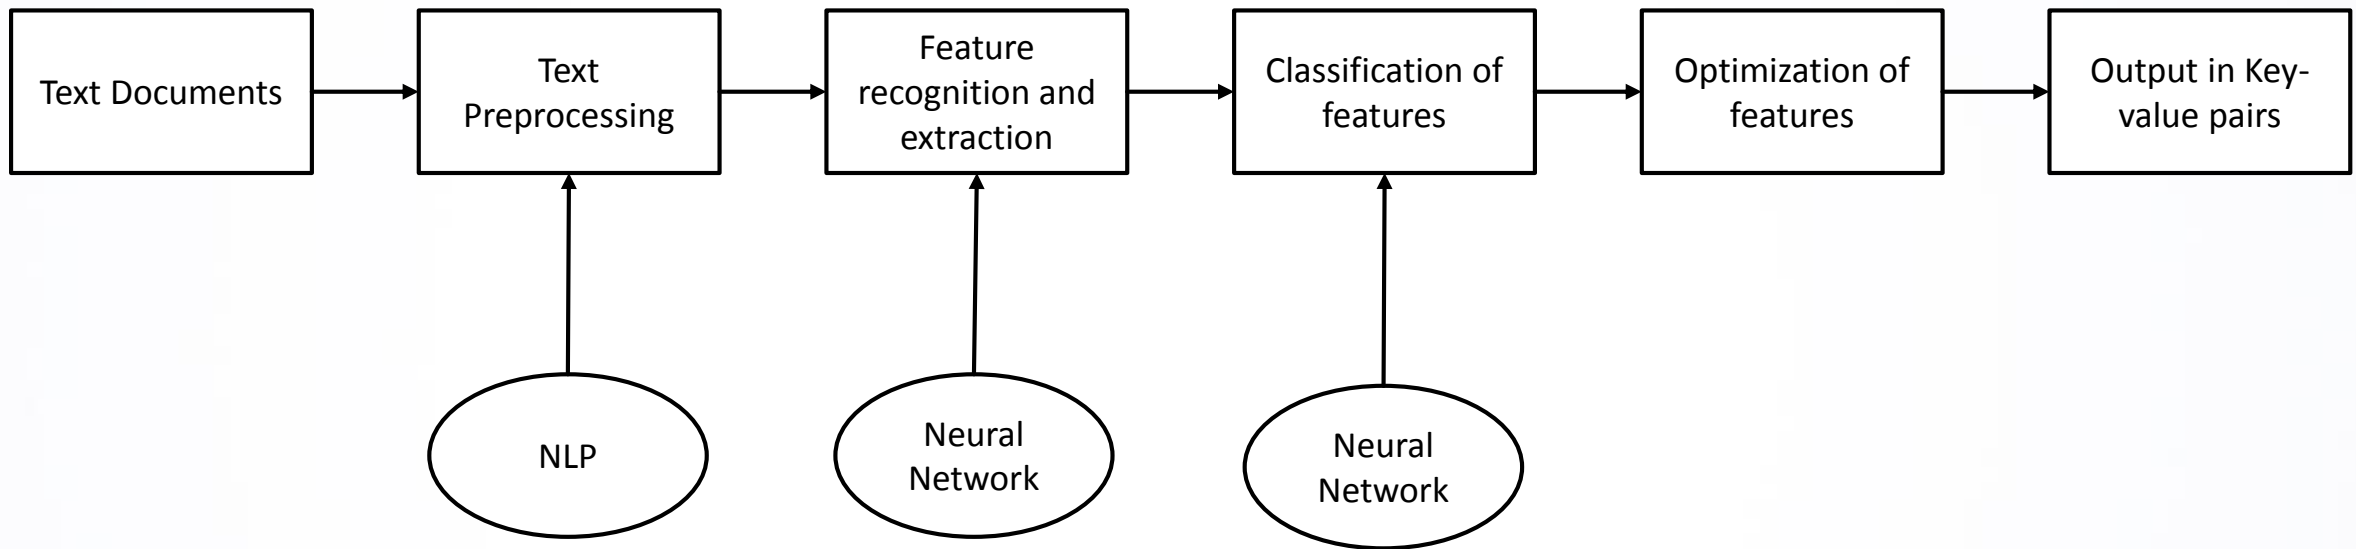 Text Documents
Text
Preprocessing
Feature
recognition and
extraction
Classification of
features
Optimization of
features
Output in Key-
value pairs
NLP
Neural
Network
Neural
Network